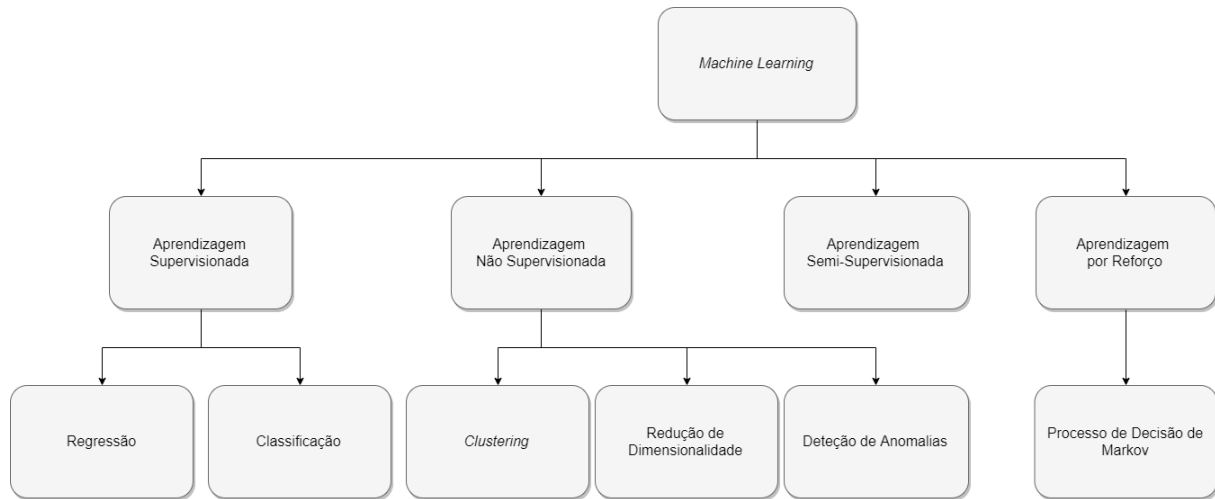 Machine Learning
Aprendizagem
Supervisionada
Aprendizagem
Não Supervisionada
Aprendizagem
Semi-Supervisionada
Aprendizagem
por Reforço
Regressão
Classificação
Clustering
Redução de
Dimensionalidade
Deteção de Anomalias
Processo de Decisão de
Markov